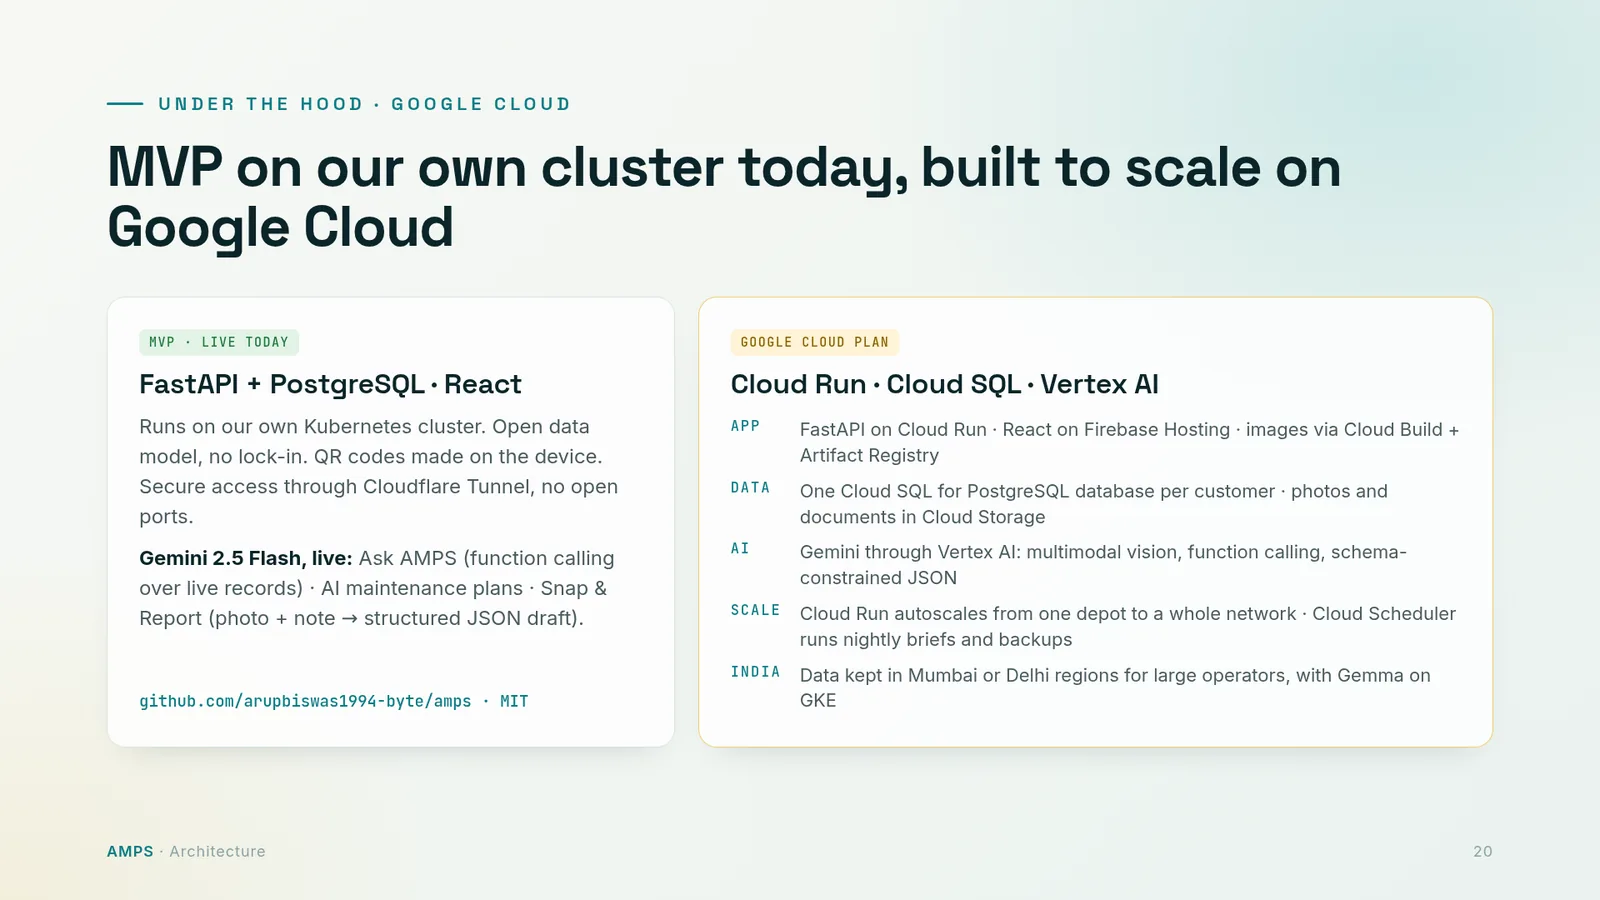 UNDER THE HOOD · GOOGLE CLOUD
MVP on our own cluster today, built to scale on
Google Cloud
MVP · LIVE TODAY
FastAPI + PostgreSQL · React
Runs on our own Kubernetes cluster. Open data
model, no lock-in. QR codes made on the device.
Secure access through Cloudflare Tunnel, no open
ports.
Gemini 2.5 Flash, live: Ask AMPS (function calling
over live records) · AI maintenance plans · Snap &
Report (photo + note → structured JSON draft).
github.com/arupbiswas1994-byte/amps · MIT
GOOGLE CLOUD PLAN
Cloud Run · Cloud SQL · Vertex AI
APP FastAPI on Cloud Run · React on Firebase Hosting · images via Cloud Build +
Artifact Registry
DATA One Cloud SQL for PostgreSQL database per customer · photos and
documents in Cloud Storage
AI Gemini through Vertex AI: multimodal vision, function calling, schema-
constrained JSON
SCALE Cloud Run autoscales from one depot to a whole network · Cloud Scheduler
runs nightly briefs and backups
INDIA Data kept in Mumbai or Delhi regions for large operators, with Gemma on
GKE
AMPS · Architecture
20